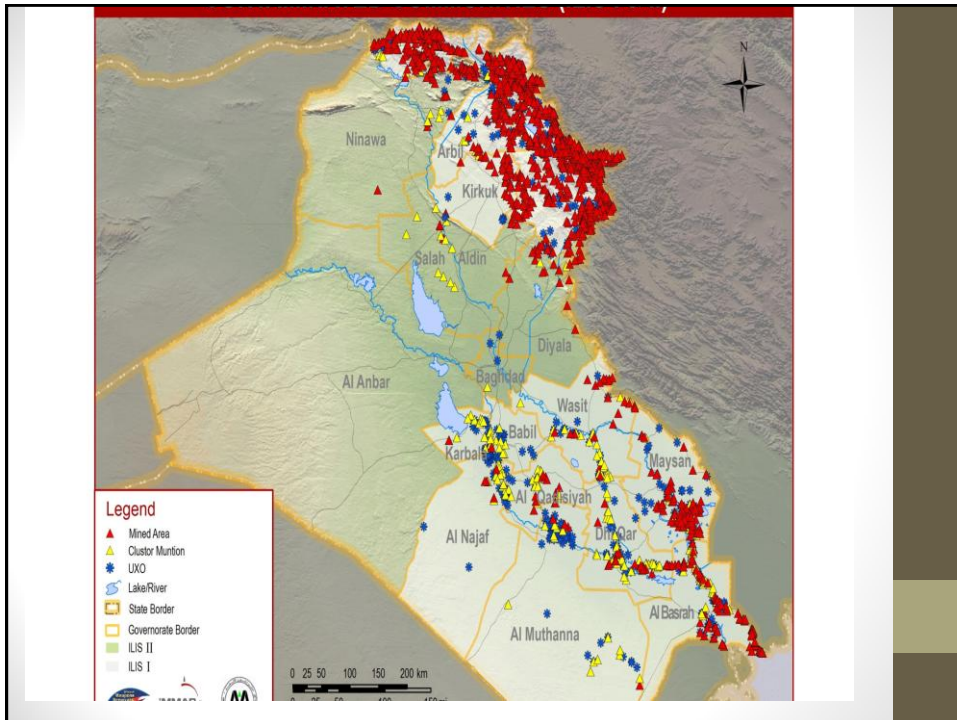 N
Ninawa
Arbil
Kirkuk
Salah Aldin
Diyala
Al Anbar
Baghdad
Wasit
Babil
Karbala
Maysan
Al Qadisiyah
Al Najaf
Dhi Qar
Al Basrah
Al Muthanna
Legend
Mined Area
Clustor Muntion
UXO
Lake/River
State Border
Governorate Border
ILIS II
ILIS I
0 25 50 100 150 200 km